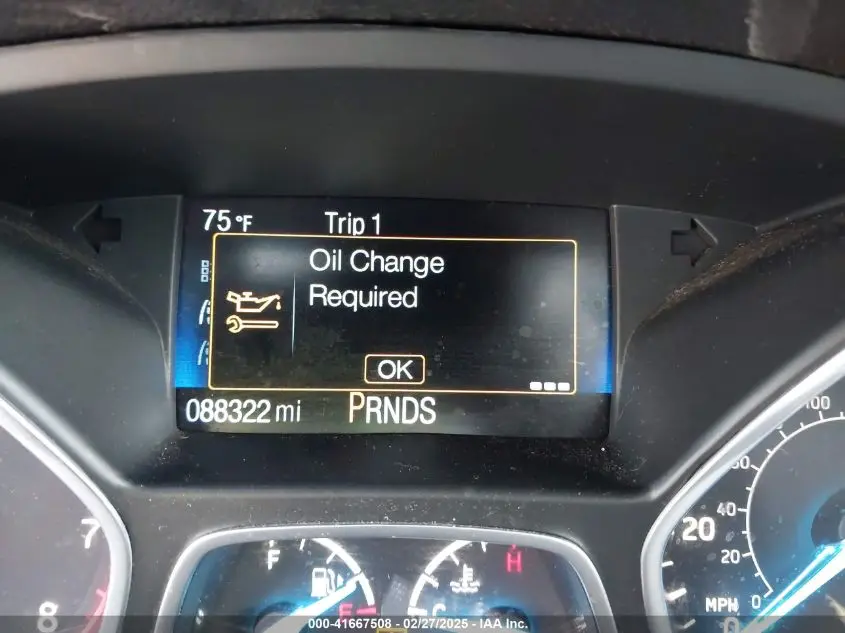 75°F Trip 1
Oil Change
Required
OK
088322 mi PRNDS
100
60
40
20
20
MPH 0
0
7
8
F
E
H
C
000-41667508 - 02/27/2025 - IAA Inc.